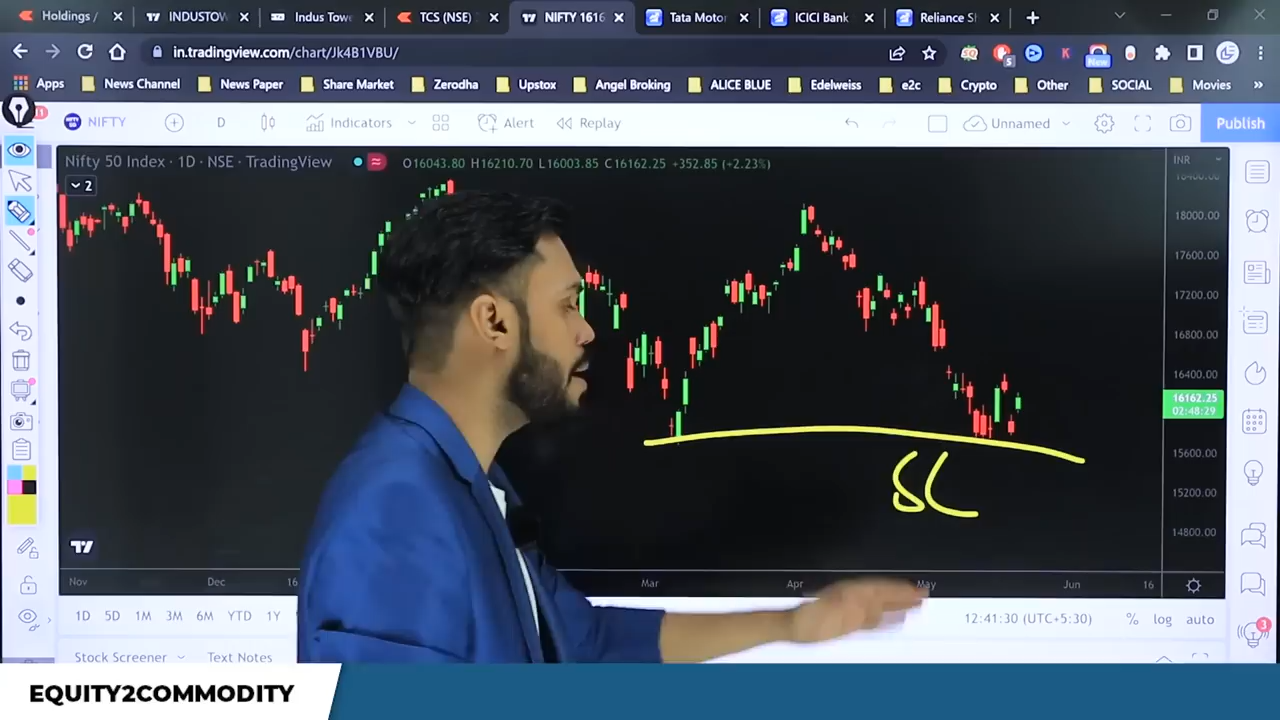 Holdings /
INDUSTOW
Indus Towe
TCS (NSE)
NIFTY 1616
Tata Motor
ICICI Bank
Reliance S
in.tradingview.com/chart/Jk4B1VBU/
New
Apps
News Channel
News Paper
Share Market
Zerodha
Upstox
Angel Broking
ALICE BLUE
Edelweiss
e2c
Crypto
Other
SOCIAL
Movies
»
NIFTY
D
Indicators
Alert
Replay
Unnamed
Publish
Nifty 50 Index · 1D · NSE · TradingView
O16043.80 H16210.70 L16003.85 C16162.25 +352.85 (+2.23%)
2
INR
18400.00
18000.00
17600.00
17200.00
16800.00
16400.00
16162.25
02:48:29
15600.00
15200.00
14800.00
SL
Nov
Dec
16
Mar
Apr
May
Jun
16
1D
5D
1M
3M
6M
YTD
1Y
12:41:30 (UTC+5:30)
%
log
auto
3
Stock Screener
Text Notes
EQUITY2COMMODITY